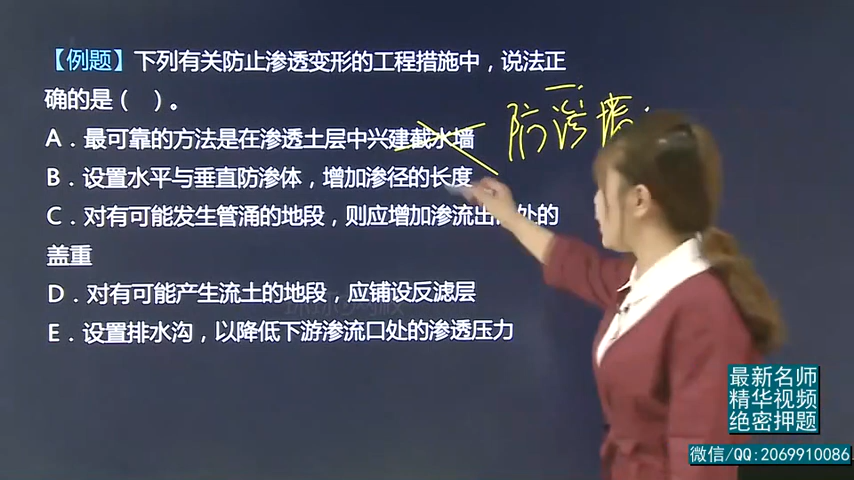 【例题】下列有关防止渗透变形的工程措施中，说法正
确的是（ ）。
A．最可靠的方法是在渗透土层中兴建截水墙
防渗墙
B．设置水平与垂直防渗体，增加渗径的长度
C．对有可能发生管涌的地段，则应增加渗流出口处的
盖重
D．对有可能产生流土的地段，应铺设反滤层
E．设置排水沟，以降低下游渗流口处的渗透压力
最新名师
精华视频
绝密押题
微信/QQ:2069910086